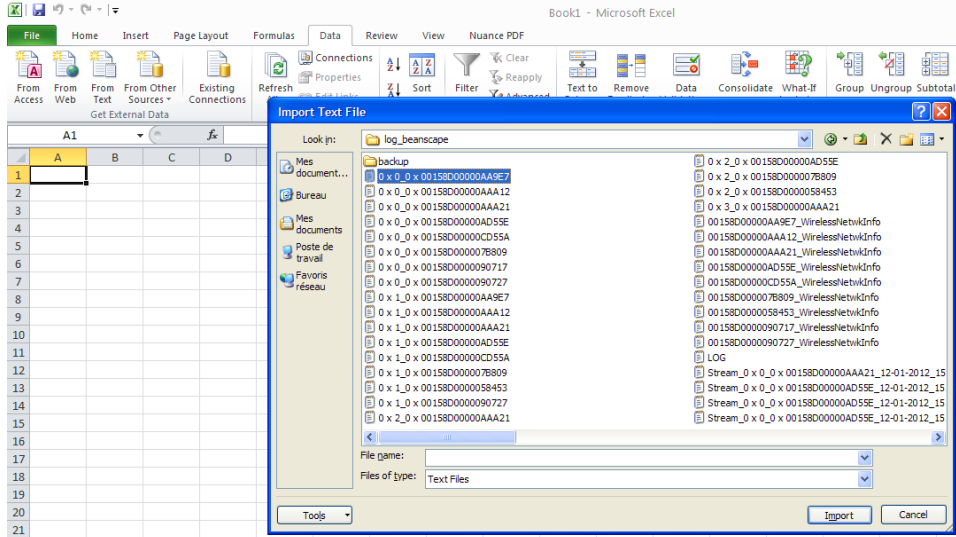 Book1 - Microsoft Excel
File Home Insert Page Layout Formulas Data Review View Nuance PDF
From Access
From Web
From Text
From Other Sources
Existing Connections
Refresh
Connections
Properties
Edit Links
Sort
Filter
Clear
Reapply
Advanced
Text to
Remove
Data
Consolidate
What-If
Group Ungroup Subtotal
Get External Data
A1
fx
A B C D
1
2
3
4
5
6
7
8
9
10
11
12
13
14
15
16
17
18
19
20
21
Import Text File
Look in:
log_beanscape
Mes document...
Bureau
Mes documents
Poste de travail
Favoris réseau
backup
0 x 0_0 x 00158D00000AA9E7
0 x 0_0 x 00158D00000AAA12
0 x 0_0 x 00158D00000AAA21
0 x 0_0 x 00158D00000AD55E
0 x 0_0 x 00158D00000CD55A
0 x 0_0 x 00158D000007B809
0 x 0_0 x 00158D0000090717
0 x 0_0 x 00158D0000090727
0 x 1_0 x 00158D00000AA9E7
0 x 1_0 x 00158D00000AAA12
0 x 1_0 x 00158D00000AAA21
0 x 1_0 x 00158D00000AD55E
0 x 1_0 x 00158D00000CD55A
0 x 1_0 x 00158D000007B809
0 x 1_0 x 00158D0000058453
0 x 1_0 x 00158D0000090727
0 x 2_0 x 00158D00000AAA21
0 x 2_0 x 00158D00000AD55E
0 x 2_0 x 00158D000007B809
0 x 2_0 x 00158D0000058453
0 x 3_0 x 00158D00000AAA21
00158D00000AA9E7_WirelessNetwkInfo
00158D00000AAA12_WirelessNetwkInfo
00158D00000AAA21_WirelessNetwkInfo
00158D00000AD55E_WirelessNetwkInfo
00158D00000CD55A_WirelessNetwkInfo
00158D000007B809_WirelessNetwkInfo
00158D0000058453_WirelessNetwkInfo
00158D0000090717_WirelessNetwkInfo
00158D0000090727_WirelessNetwkInfo
LOG
Stream_0 x 0_0 x 00158D00000AAA21_12-01-2012_15
Stream_0 x 0_0 x 00158D00000AD55E_12-01-2012_15
Stream_0 x 0_0 x 00158D00000AD55E_12-01-2012_15
File name:
Files of type: Text Files
Tools
Import
Cancel